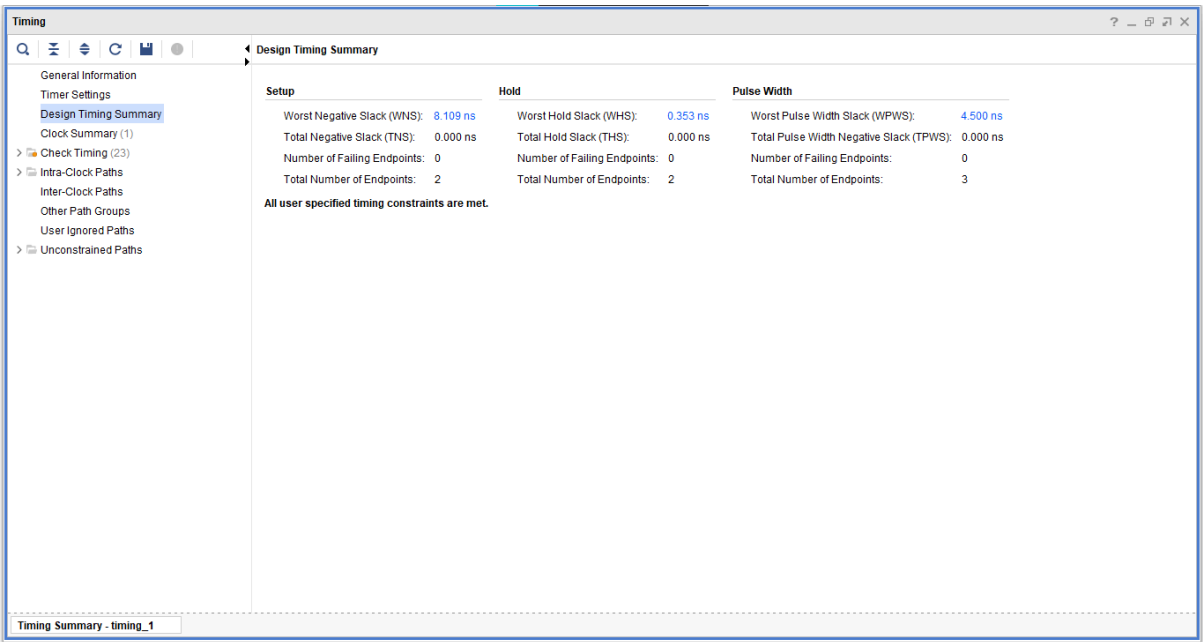 Timing
Design Timing Summary
General Information
Timer Settings
Design Timing Summary
Clock Summary (1)
Check Timing (23)
Intra-Clock Paths
Inter-Clock Paths
Other Path Groups
User Ignored Paths
Unconstrained Paths
Setup Hold Pulse Width
Worst Negative Slack (WNS): 8.109 ns Worst Hold Slack (WHS): 0.353 ns Worst Pulse Width Slack (WPWS): 4.500 ns
Total Negative Slack (TNS): 0.000 ns Total Hold Slack (THS): 0.000 ns Total Pulse Width Negative Slack (TPWS): 0.000 ns
Number of Failing Endpoints: 0 Number of Failing Endpoints: 0 Number of Failing Endpoints: 0
Total Number of Endpoints: 2 Total Number of Endpoints: 2 Total Number of Endpoints: 3
All user specified timing constraints are met.
Timing Summary - timing_1